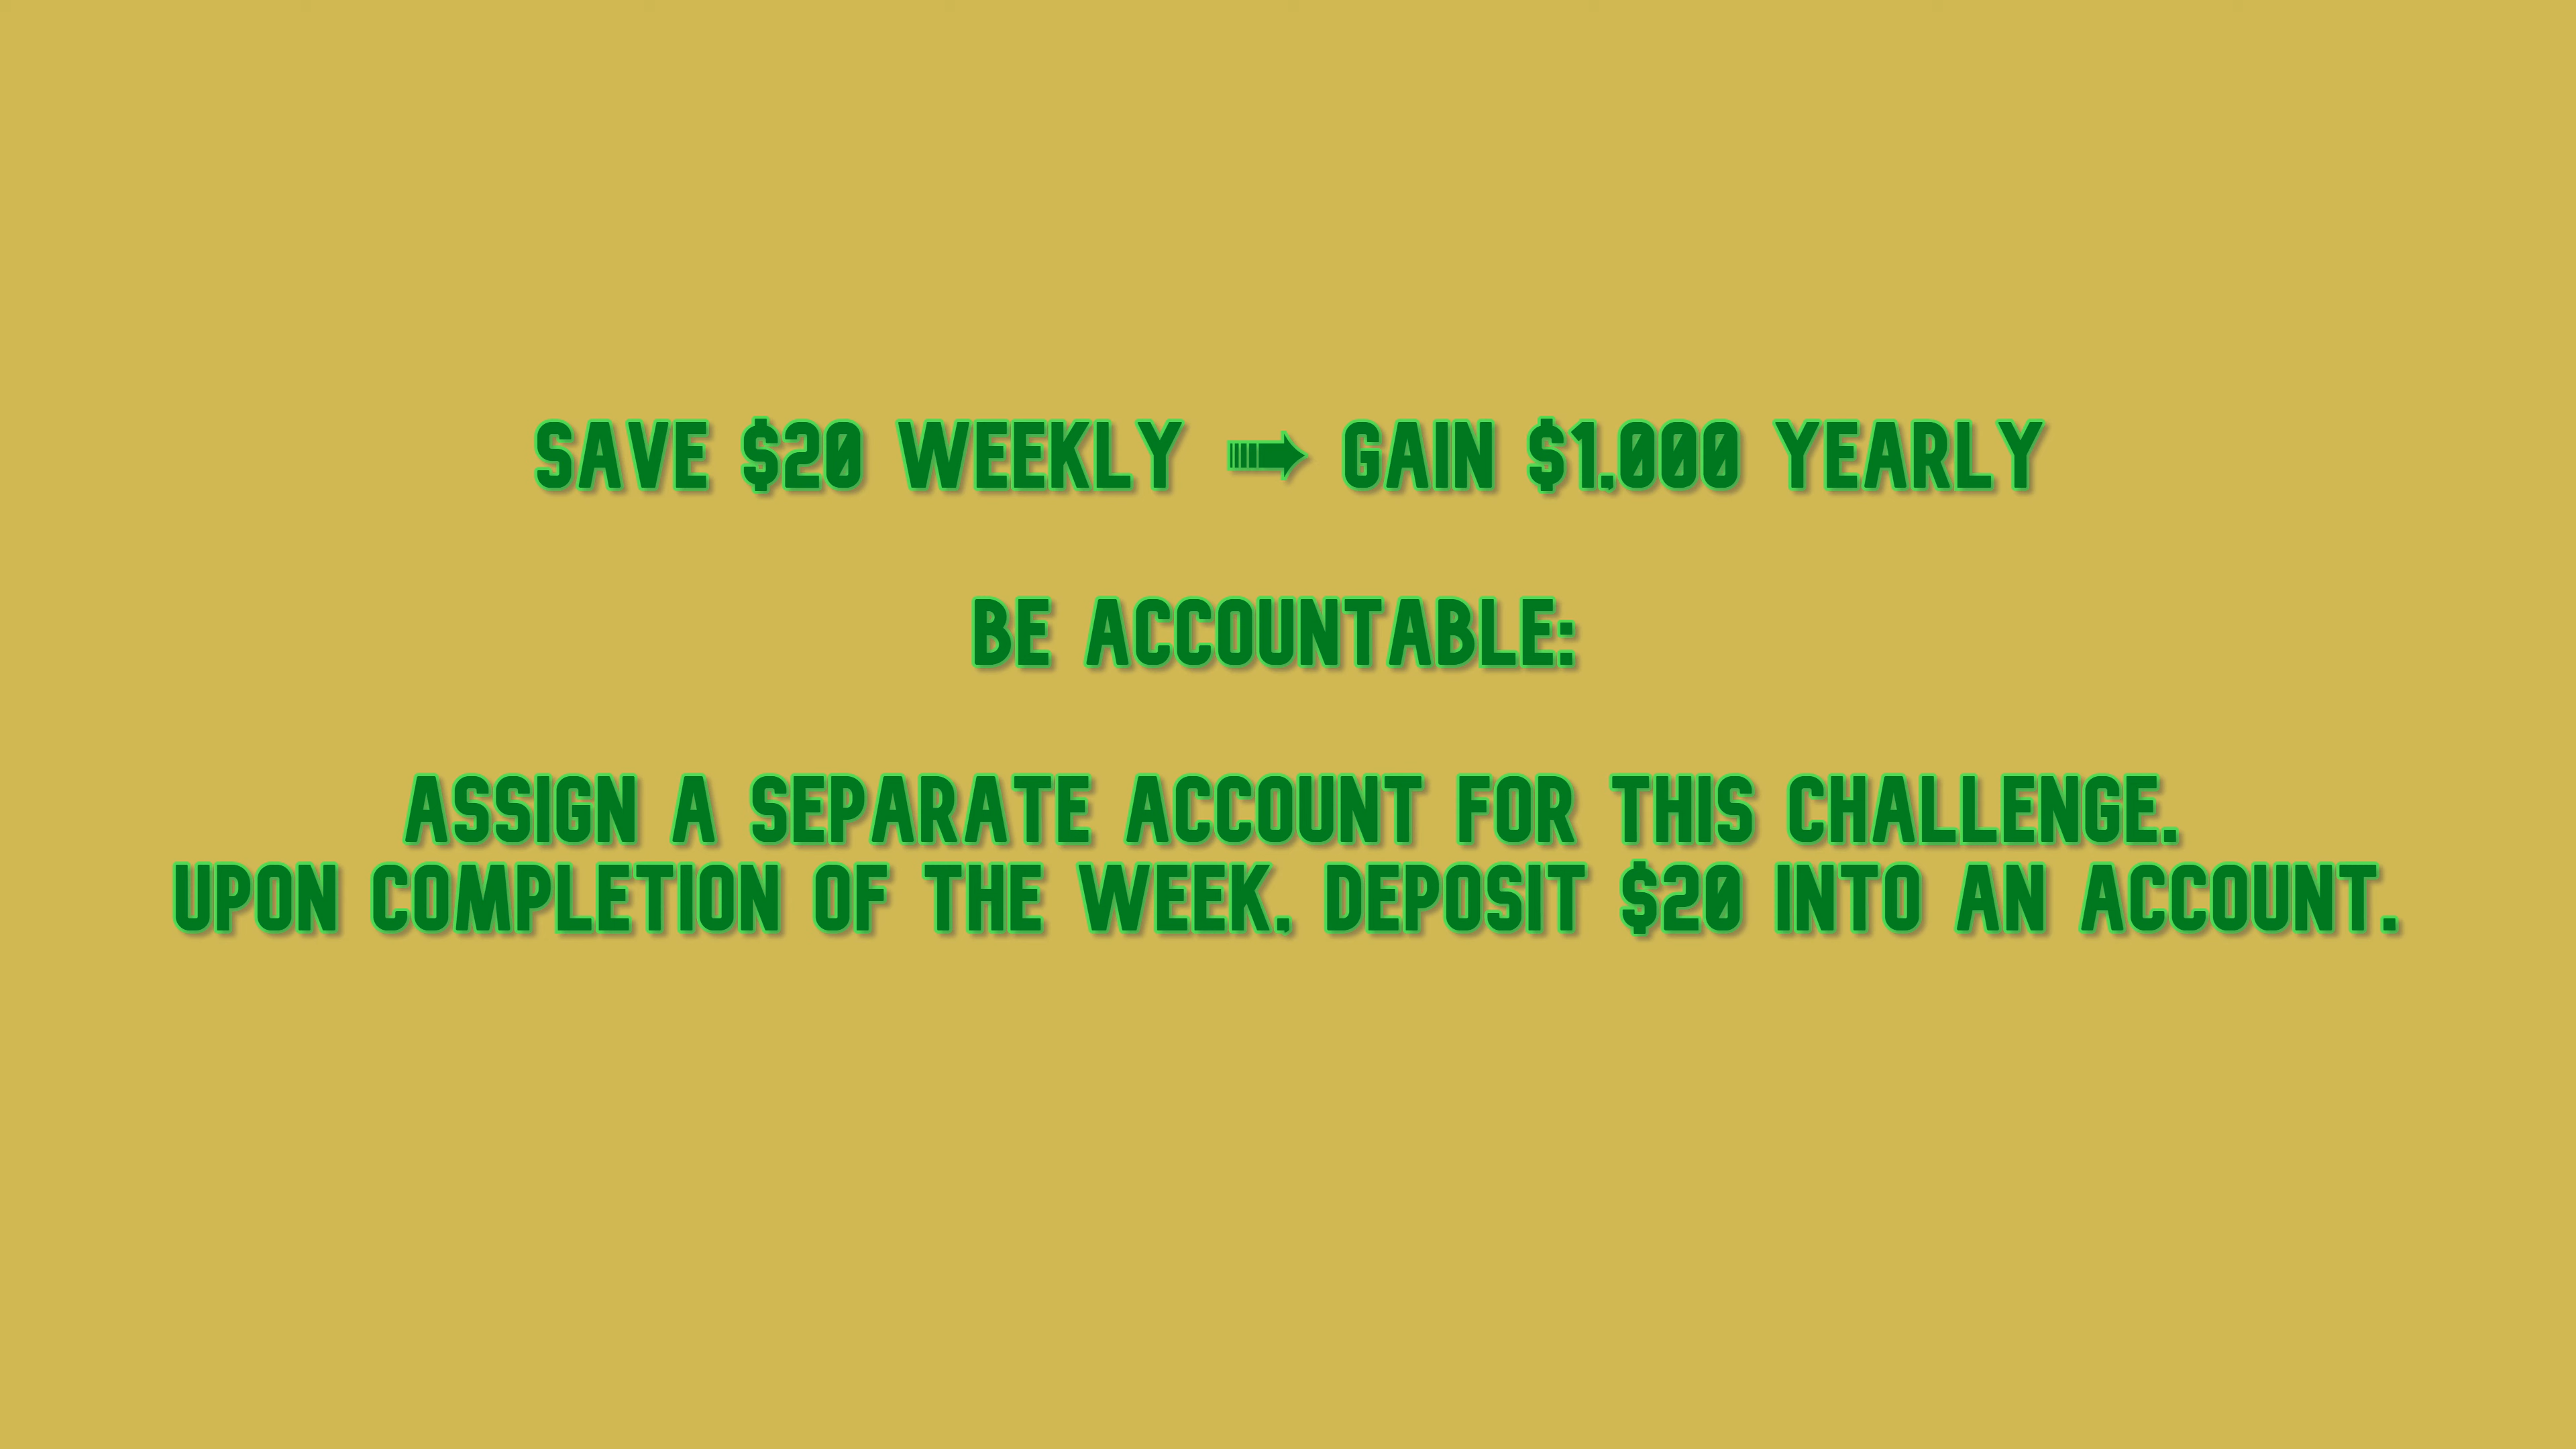 SAVE $20 WEEKLY ➠ GAIN $1,000 YEARLY
BE ACCOUNTABLE:
ASSIGN A SEPARATE ACCOUNT FOR THIS CHALLENGE.
UPON COMPLETION OF THE WEEK, DEPOSIT $20 INTO AN ACCOUNT.